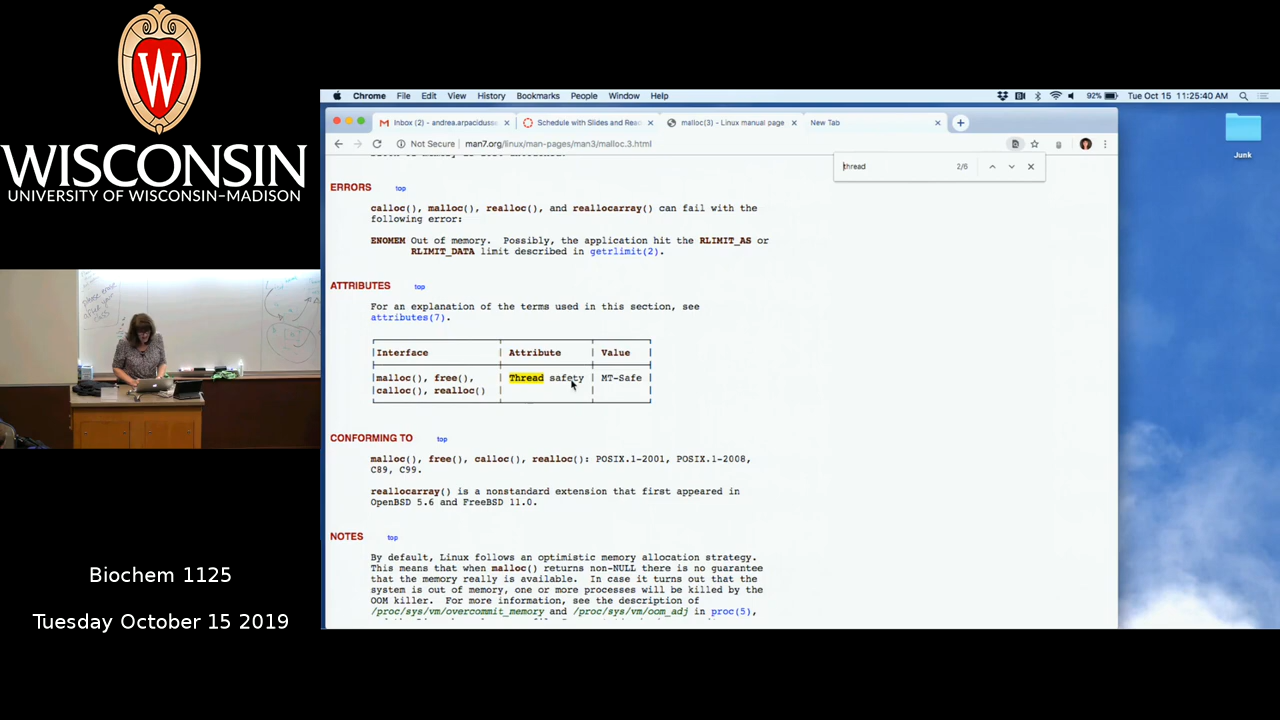 W
WISCONSIN
UNIVERSITY OF WISCONSIN–MADISON
Biochem 1125
Tuesday October 15 2019
Chrome File Edit View History Bookmarks People Window Help
92% Tue Oct 15 11:25:40 AM
Inbox (2) - andrea.arpacidusse
Schedule with Slides and Rea
malloc(3) - Linux manual page
New Tab
Not Secure man7.org/linux/man-pages/man3/malloc.3.html
thread 2/6
Junk
ERRORS top
calloc(), malloc(), realloc(), and reallocarray() can fail with the
following error:
ENOMEM Out of memory. Possibly, the application hit the RLIMIT_AS or
RLIMIT_DATA limit described in getrlimit(2).
ATTRIBUTES top
For an explanation of the terms used in this section, see
attributes(7).
Interface Attribute Value
malloc(), free(), Thread safety MT-Safe
calloc(), realloc()
CONFORMING TO top
malloc(), free(), calloc(), realloc(): POSIX.1-2001, POSIX.1-2008,
C89, C99.
reallocarray() is a nonstandard extension that first appeared in
OpenBSD 5.6 and FreeBSD 11.0.
NOTES top
By default, Linux follows an optimistic memory allocation strategy.
This means that when malloc() returns non-NULL there is no guarantee
that the memory really is available. In case it turns out that the
system is out of memory, one or more processes will be killed by the
OOM killer. For more information, see the description of
/proc/sys/vm/overcommit_memory and /proc/sys/vm/oom_adj in proc(5),